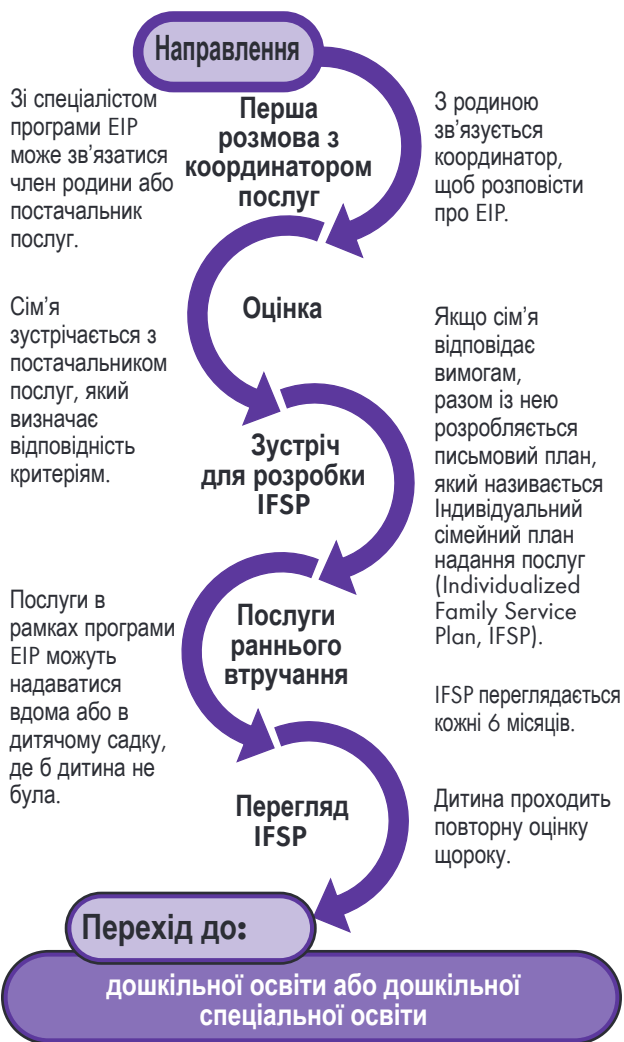 Направлення
Зі спеціалістом
програми EIP
може зв’язатися
член родини або
постачальник
послуг.
Перша
розмова з
координатором
послуг
З родиною
зв’язується
координатор,
щоб розповісти
про EIP.
Сім’я
зустрічається з
постачальником
послуг, який
визначає
відповідність
критеріям.
Оцінка
Якщо сім’я
відповідає
вимогам,
разом із нею
розробляється
письмовий план,
який називається
Індивідуальний
сімейний план
надання послуг
(Individualized
Family Service
Plan, IFSP).
Зустріч
для розробки
IFSP
Послуги в
рамках програми
EIP можуть
надаватися
вдома або в
дитячому садку,
де б дитина не
була.
Послуги
раннього
втручання
IFSP переглядається
кожні 6 місяців.
Перегляд
IFSP
Дитина проходить
повторну оцінку
щороку.
Перехід до:
дошкільної освіти або дошкільної
спеціальної освіти